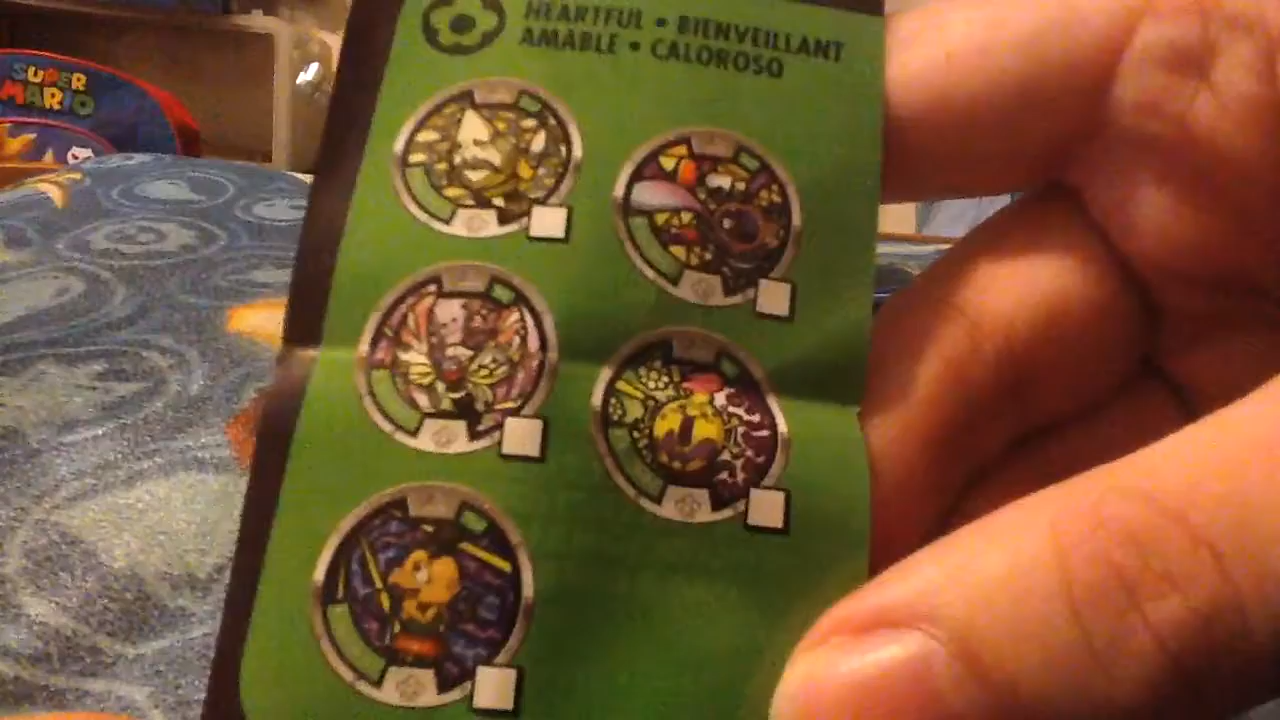 HEARTFUL • BIENVEILLANT
AMABLE • CALOROSO
SUPER
MARIO